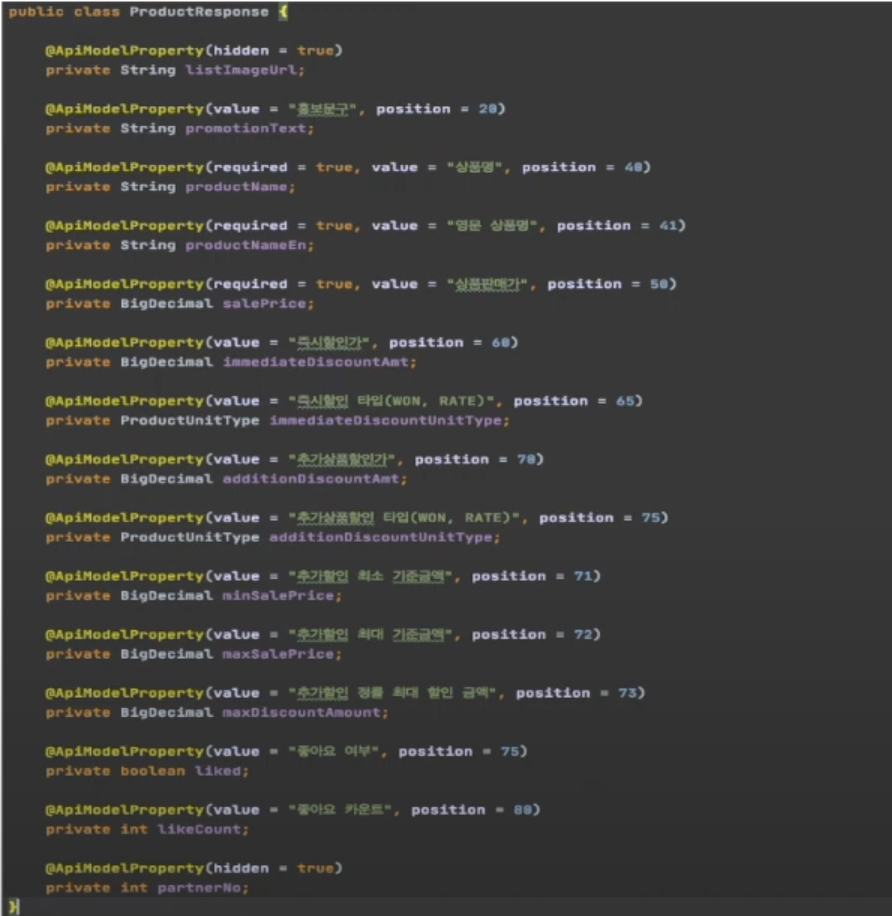 public class ProductResponse {
@ApiModelProperty(hidden = true)
private String listImageUrl;
@ApiModelProperty(value = "홍보문구", position = 20)
private String promotionText;
@ApiModelProperty(required = true, value = "상품명", position = 40)
private String productName;
@ApiModelProperty(required = true, value = "영문 상품명", position = 41)
private String productNameEn;
@ApiModelProperty(required = true, value = "상품판매가", position = 50)
private BigDecimal salePrice;
@ApiModelProperty(value = "즉시할인가", position = 60)
private BigDecimal immediateDiscountAmt;
@ApiModelProperty(value = "즉시할인 타입(WON, RATE)", position = 65)
private ProductUnitType immediateDiscountUnitType;
@ApiModelProperty(value = "추가상품할인가", position = 70)
private BigDecimal additionDiscountAmt;
@ApiModelProperty(value = "추가상품할인 타입(WON, RATE)", position = 75)
private ProductUnitType additionDiscountUnitType;
@ApiModelProperty(value = "추가할인 최소 기준금액", position = 71)
private BigDecimal minSalePrice;
@ApiModelProperty(value = "추가할인 최대 기준금액", position = 72)
private BigDecimal maxSalePrice;
@ApiModelProperty(value = "추가할인 정률 최대 할인 금액", position = 73)
private BigDecimal maxDiscountAmount;
@ApiModelProperty(value = "좋아요 여부", position = 75)
private boolean liked;
@ApiModelProperty(value = "좋아요 카운트", position = 80)
private int likeCount;
@ApiModelProperty(hidden = true)
private int partnerNo;
}